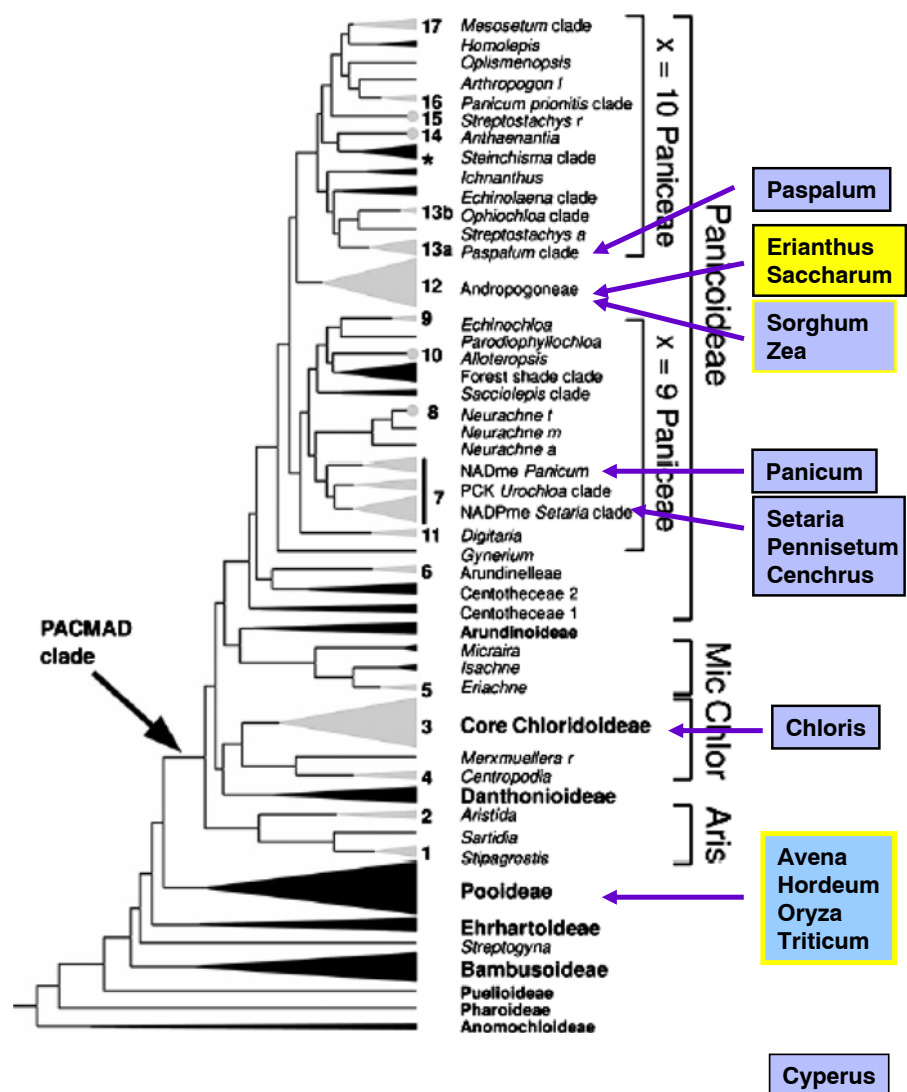 17 Mesosetum clade
Homolepis
Oplismenopsis
Arthropogon l
16 Panicum prionitis clade
15 Streptostachys r
14 Anthaenantia
* Steinchisma clade
Ichnanthus
Echinolaena clade
13b Ophiochloa clade
Streptostachys a
13a Paspalum clade
x = 10 Paniceae
12 Andropogoneae
9 Echinochloa
Parodiophyllochloa
10 Alloteropsis
Forest shade clade
Sacciolepis clade
8 Neurachne t
Neurachne m
Neurachne a
NADme Panicum
7 PCK Urochloa clade
NADPme Setaria clade
11 Digitaria
x = 9 Paniceae
Gynerium
6 Arundinelleae
Centotheceae 2
Centotheceae 1
Panicoideae
Arundinoideae
Micraira
Isachne
5 Eriachne
Mic
3 Core Chloridoideae
Merxmuellera r
4 Centropodia
Chlor
Danthonioideae
2 Aristida
Sartidia
1 Stipagrostis
Aris
Pooideae
Ehrhartoideae
Streptogyna
Bambusoideae
Puelioideae
Pharoideae
Anomochloideae
PACMAD
clade
Paspalum
Erianthus
Saccharum
Sorghum
Zea
Panicum
Setaria
Pennisetum
Cenchrus
Chloris
Avena
Hordeum
Oryza
Triticum
Cyperus